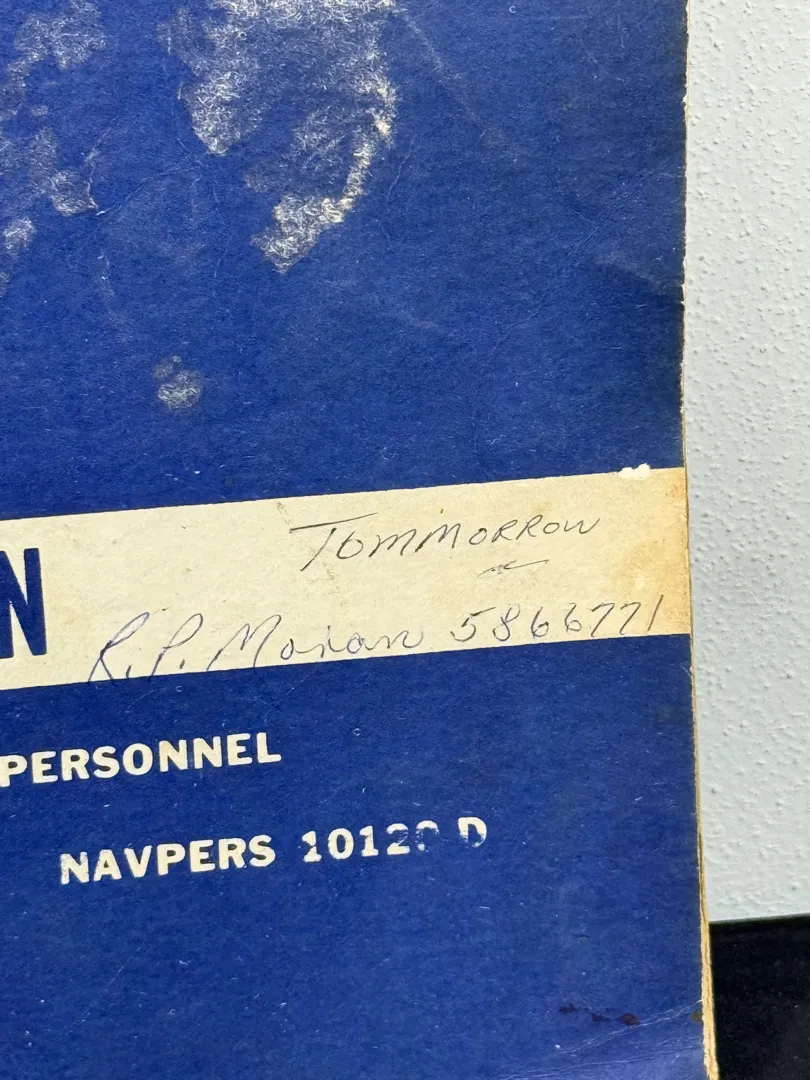 TOMMORROW
N
R.P. Moran 5866771
PERSONNEL
NAVPERS D